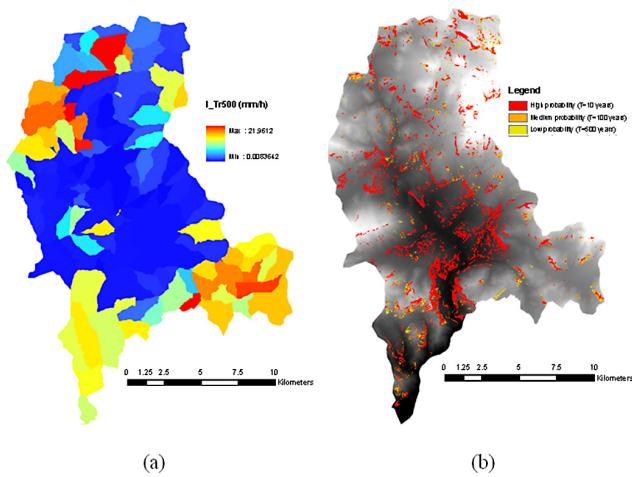 (a)
I_Tr500 (mm/h)
Max : 21.9612
Min : 0.0083642
0 1.25 2.5 5 7.5 10
Kilometers
(b)
Legend
High probability (T=10 years)
Medium probability (T=100 years)
Low probability (T=500 years)
0 1.25 2.5 5 7.5 10
Kilometers
(a)
(b)